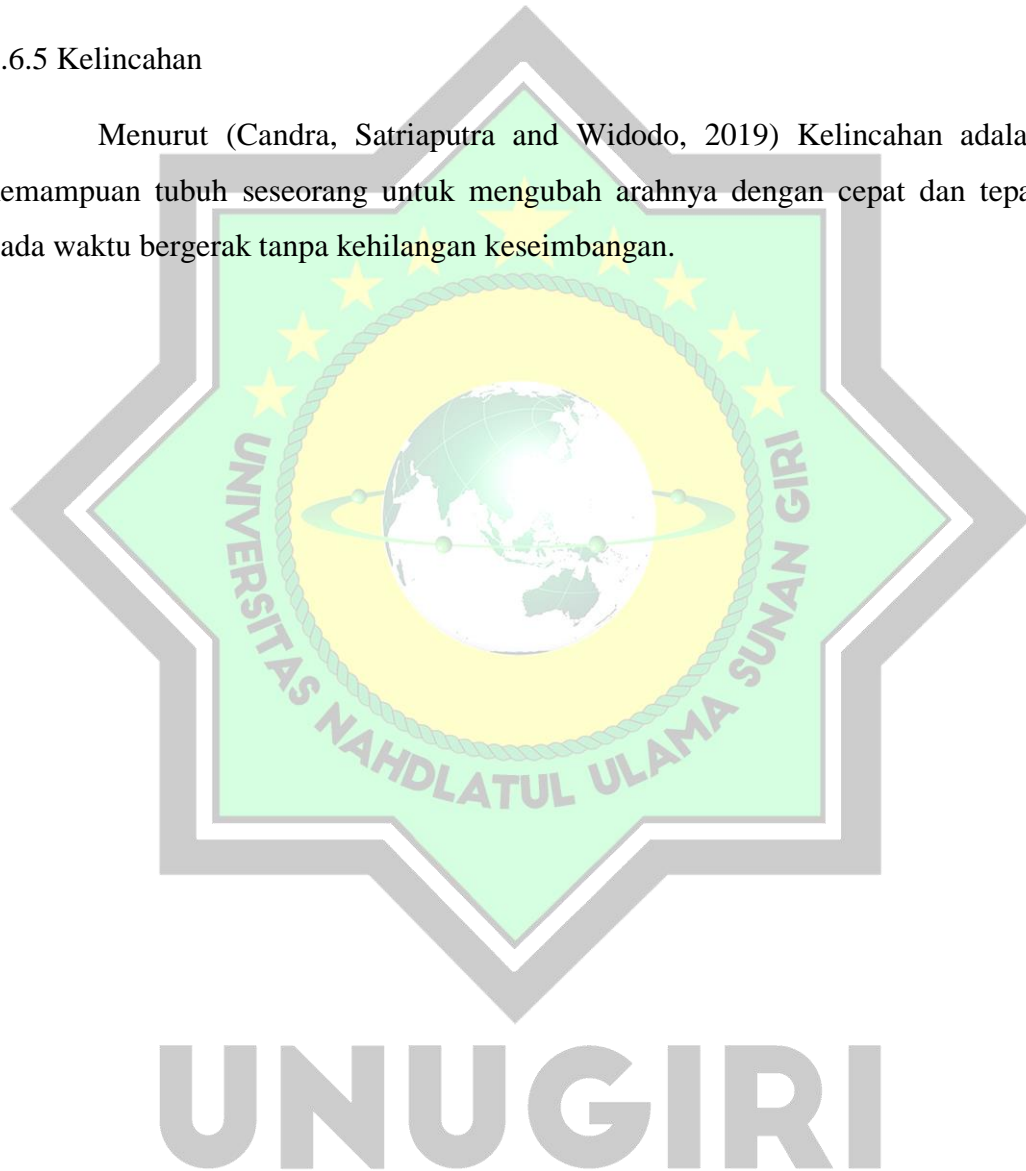 .6.5 Kelincahan
Menurut (Candra, Satriaputra and Widodo, 2019) Kelincahan adala
emampuan tubuh seseorang untuk mengubah arahnya dengan cepat dan tepa
ada waktu bergerak tanpa kehilangan keseimbangan.
UNIVERSITAS NAHDLATUL ULAMA SUNAN GIRI
UNUGIRI